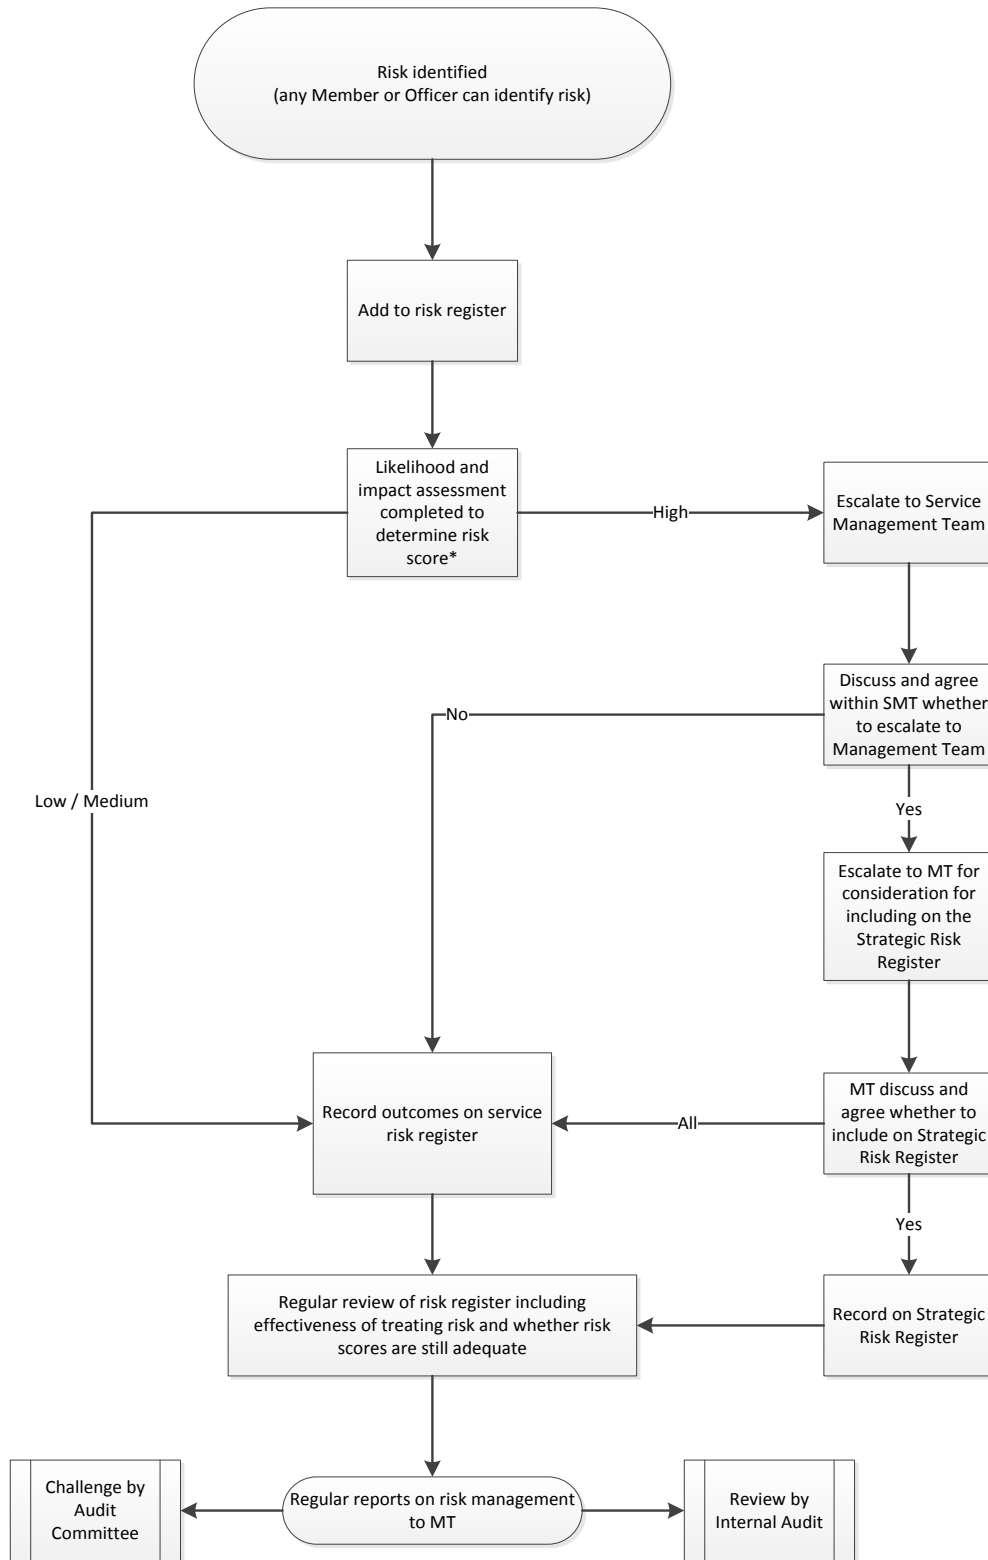 Risk identified
(any Member or Officer can identify risk)
Add to risk register
Likelihood and
impact assessment
completed to
determine risk
score*
High
Escalate to Service
Management Team
Discuss and agree
within SMT whether
to escalate to
Management Team
No
Low / Medium
Yes
Escalate to MT for
consideration for
including on the
Strategic Risk
Register
MT discuss and
agree whether to
include on Strategic
Risk Register
All
Record outcomes on service
risk register
Yes
Record on Strategic
Risk Register
Regular review of risk register including
effectiveness of treating risk and whether risk
scores are still adequate
Challenge by
Audit
Committee
Regular reports on risk management
to MT
Review by
Internal Audit